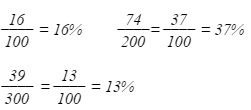 16/100 = 16% 74/200 = 37/100 = 37%
39/300 = 13/100 = 13%